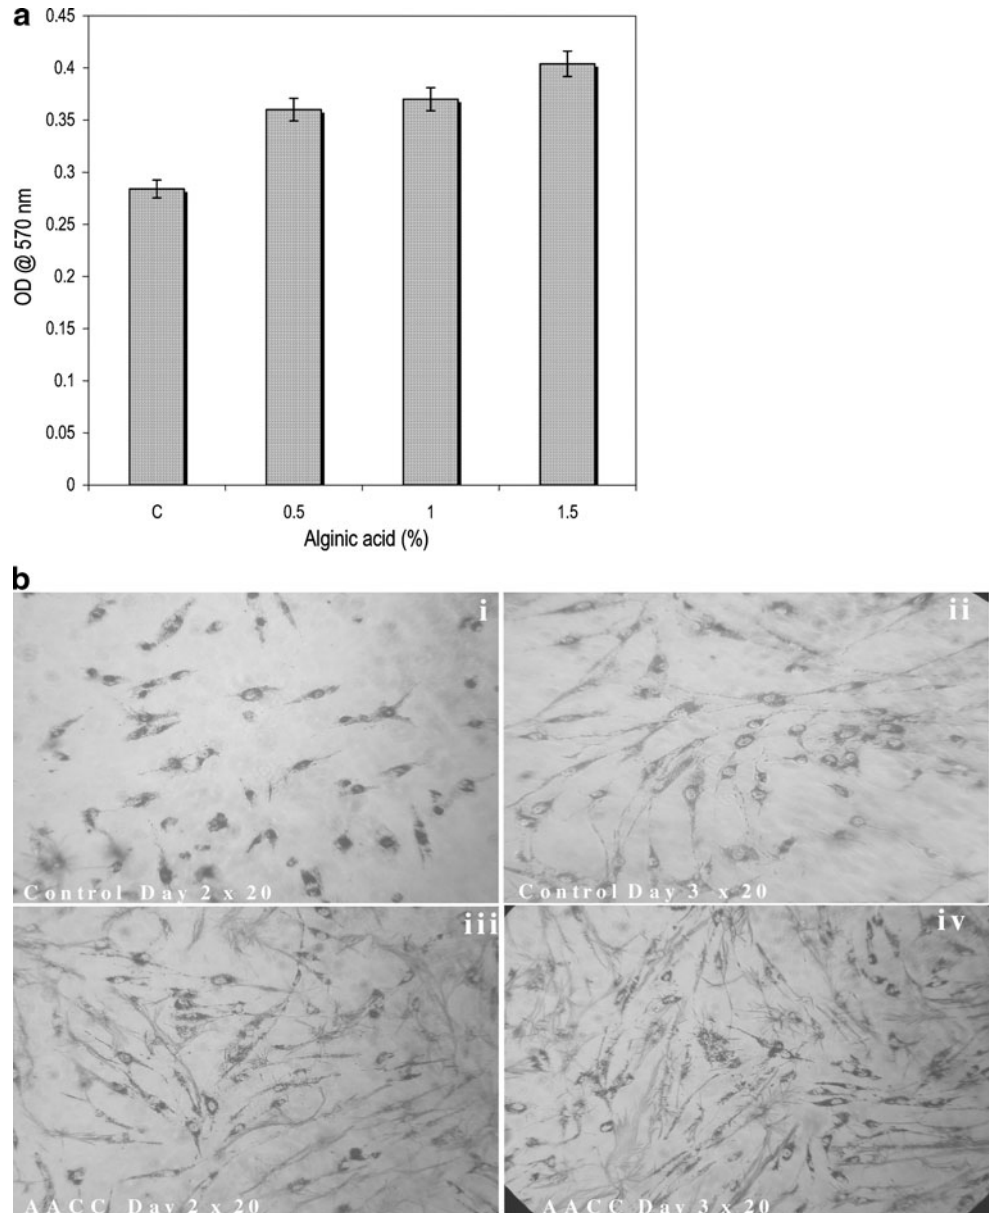 a
0.45
0.4
0.35
0.3
0.25
0.2
0.15
0.1
0.05
0
OD @ 570 nm
C 0.5 1 1.5
Alginic acid (%)
b
i
Control Day 2 x 20
ii
Control Day 3 x 20
iii
AACC Day 2 x 20
iv
AACC Day 3 x 20